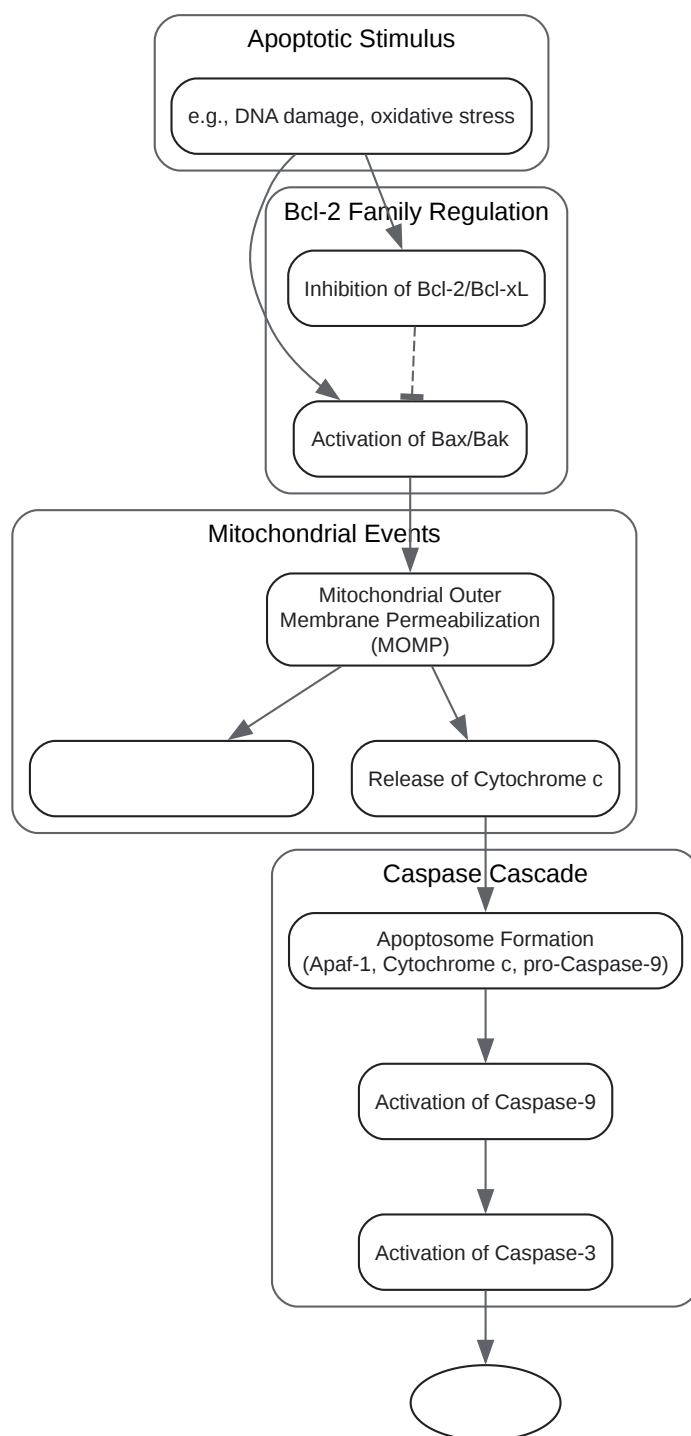 Apoptotic Stimulus
e.g., DNA damage, oxidative stress
Bcl-2 Family Regulation
Inhibition of Bcl-2/Bcl-xL
Activation of Bax/Bak
Mitochondrial Events
Mitochondrial Outer
Membrane Permeabilization
(MOMP)
Release of Cytochrome c
Caspase Cascade
Apoptosome Formation
(Apaf-1, Cytochrome c, pro-Caspase-9)
Activation of Caspase-9
Activation of Caspase-3